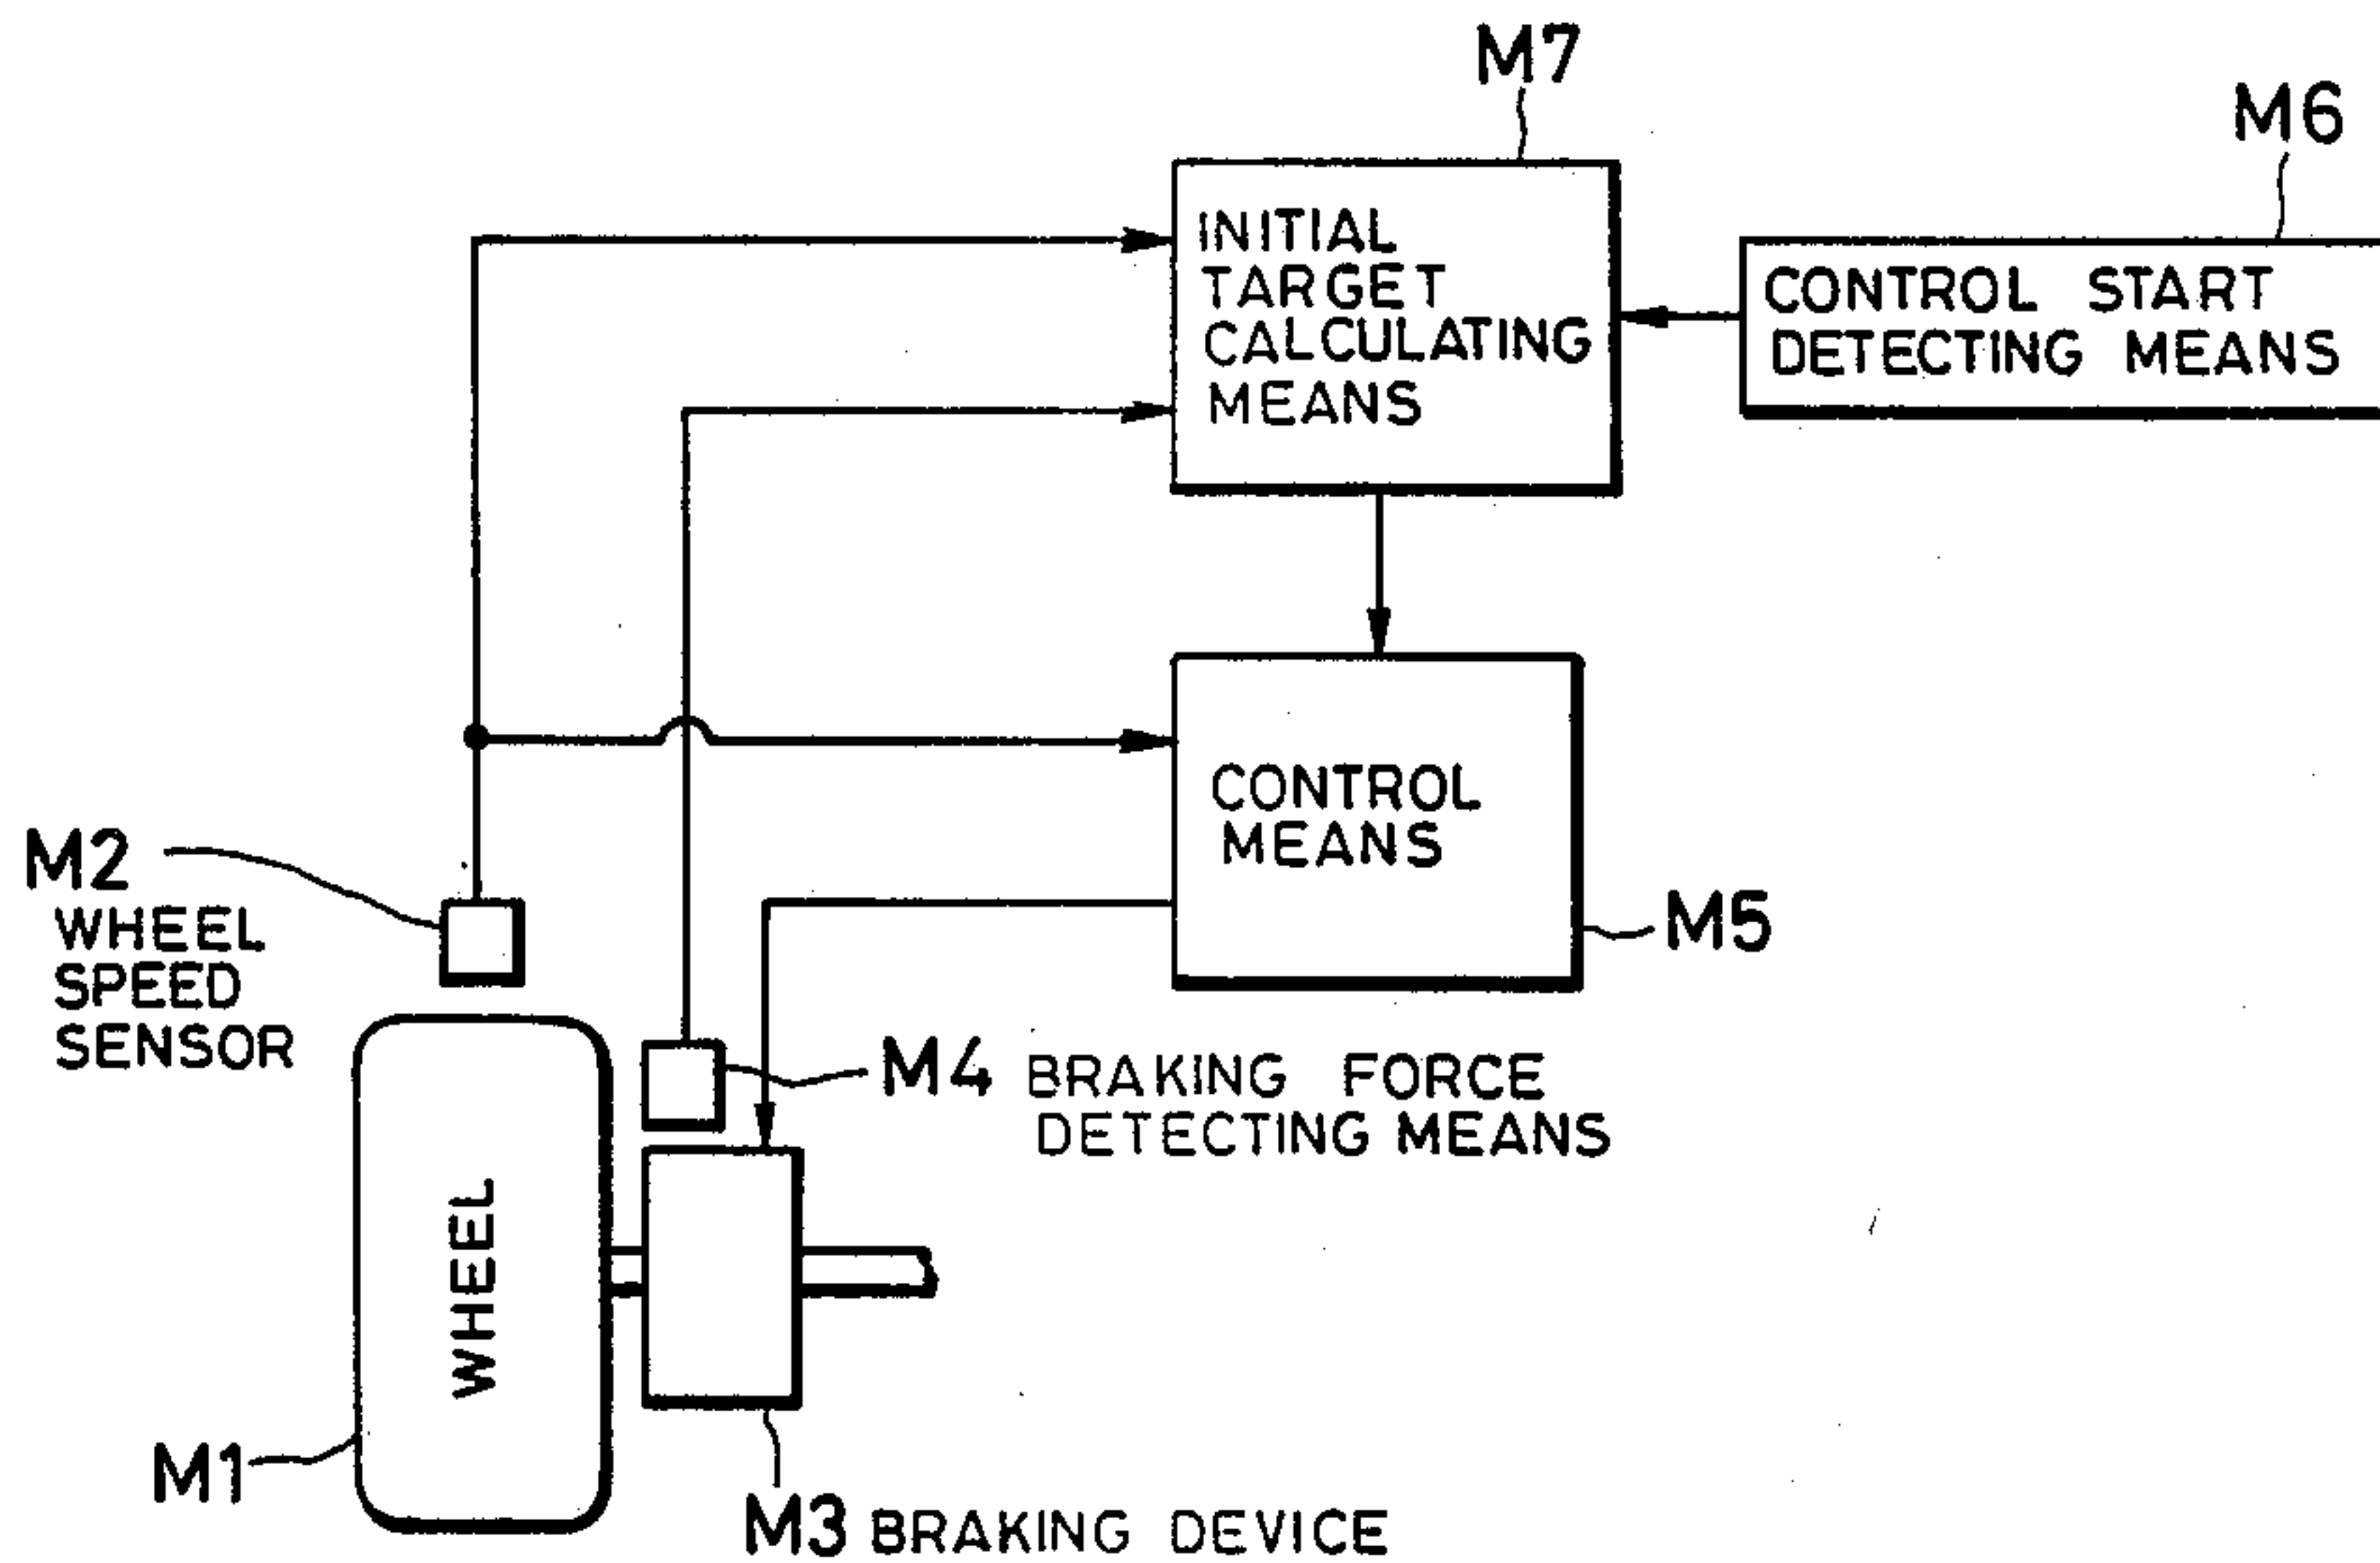 M7
M6
INITIAL
TARGET
CALCULATING
MEANS
CONTROL START
DETECTING MEANS
CONTROL
MEANS
M5
M2
WHEEL
SPEED
SENSOR
M4 BRAKING FORCE
DETECTING MEANS
WHEEL
M1
M3 BRAKING DEVICE